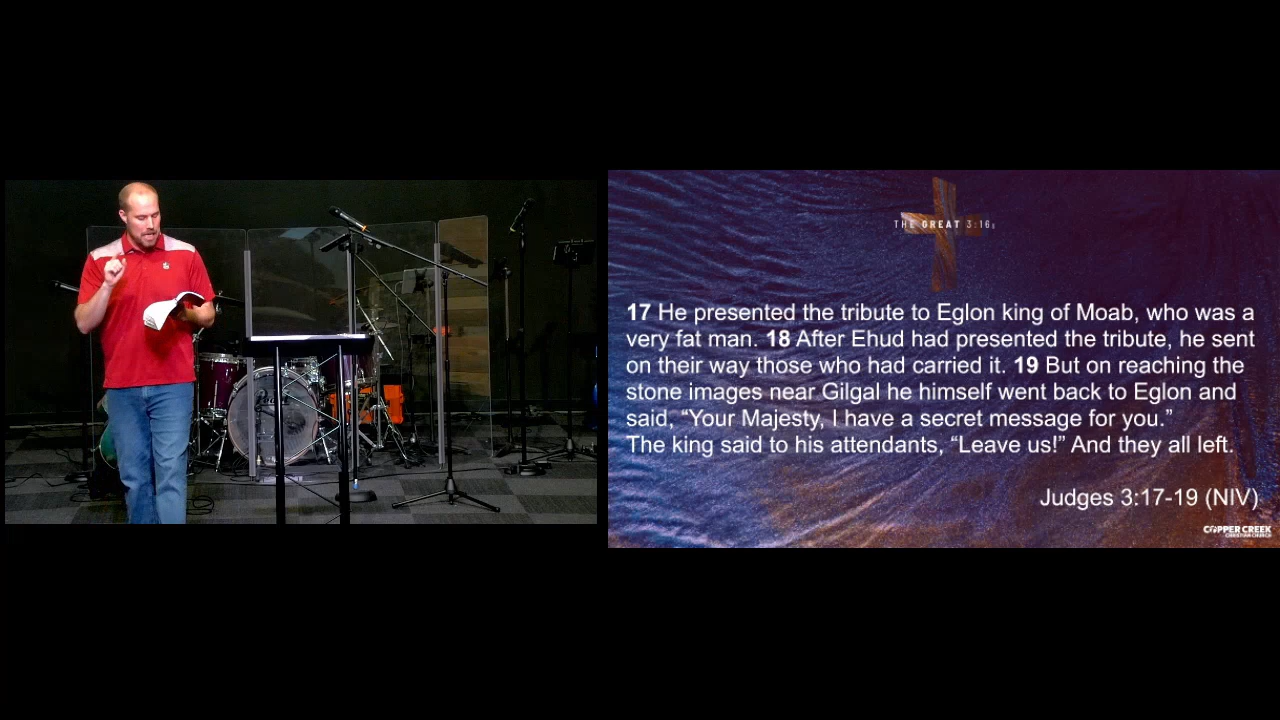 THE GREAT 3:16s
17 He presented the tribute to Eglon king of Moab, who was a
very fat man. 18 After Ehud had presented the tribute, he sent
on their way those who had carried it. 19 But on reaching the
stone images near Gilgal he himself went back to Eglon and
said, “Your Majesty, I have a secret message for you.”
The king said to his attendants, “Leave us!” And they all left.
Judges 3:17-19 (NIV)
COPPER CREEK
CHRISTIAN CHURCH